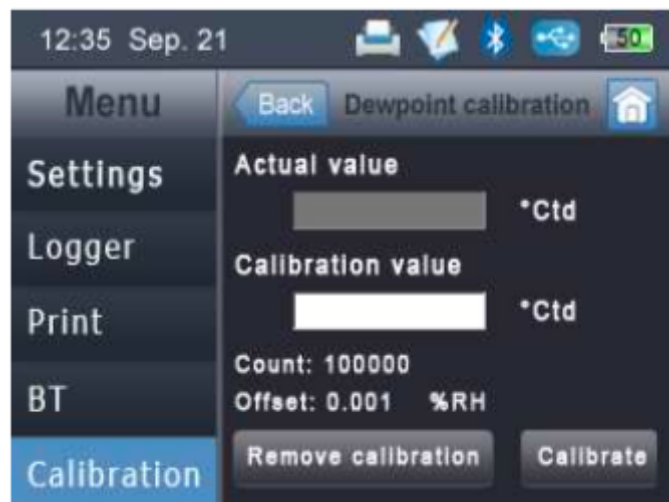 12:35 Sep. 21
50
Menu
Back
Dewpoint calibration
Settings
Logger
Print
BT
Calibration
Actual value
°Ctd
Calibration value
°Ctd
Count: 100000
Offset: 0.001 %RH
Remove calibration
Calibrate